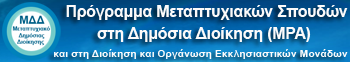 ΜΔΔ
Μεταπτυχιακό
Δημόσιας
Διοίκησης
Πρόγραμμα Μεταπτυχιακών Σπουδών
στη Δημόσια Διοίκηση (MPA)
και στη Διοίκηση και Οργάνωση Εκκλησιαστικών Μονάδων